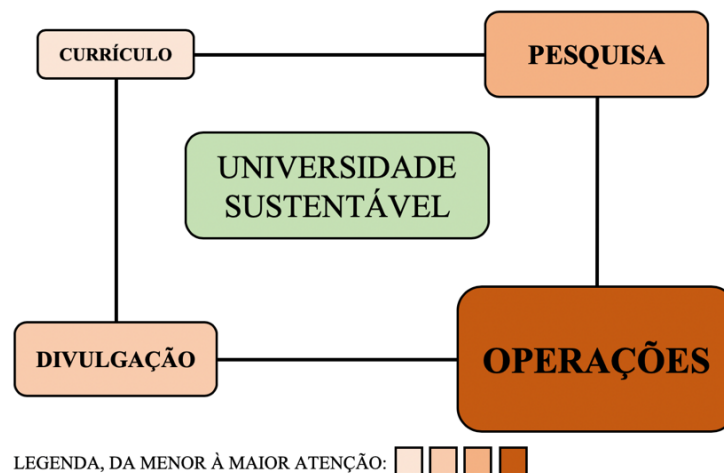 CURRÍCULO
PESQUISA
UNIVERSIDADE
SUSTENTÁVEL
DIVULGAÇÃO
OPERAÇÕES
LEGENDA, DA MENOR À MAIOR ATENÇÃO: